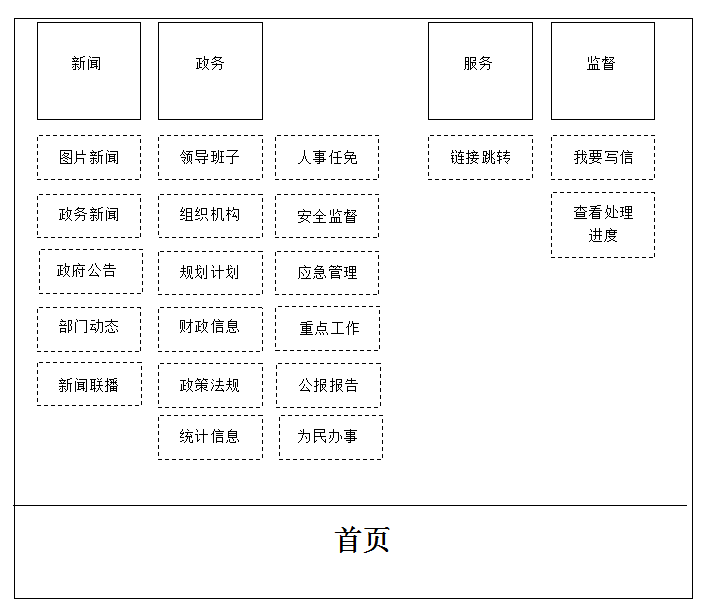 新闻
政务
服务
监督
图片新闻
领导班子
人事任免
链接跳转
我要写信
政务新闻
组织机构
安全监督
查看处理
进度
政府公告
规划计划
应急管理
部门动态
财政信息
重点工作
新闻联播
政策法规
公报报告
统计信息
为民办事
首页